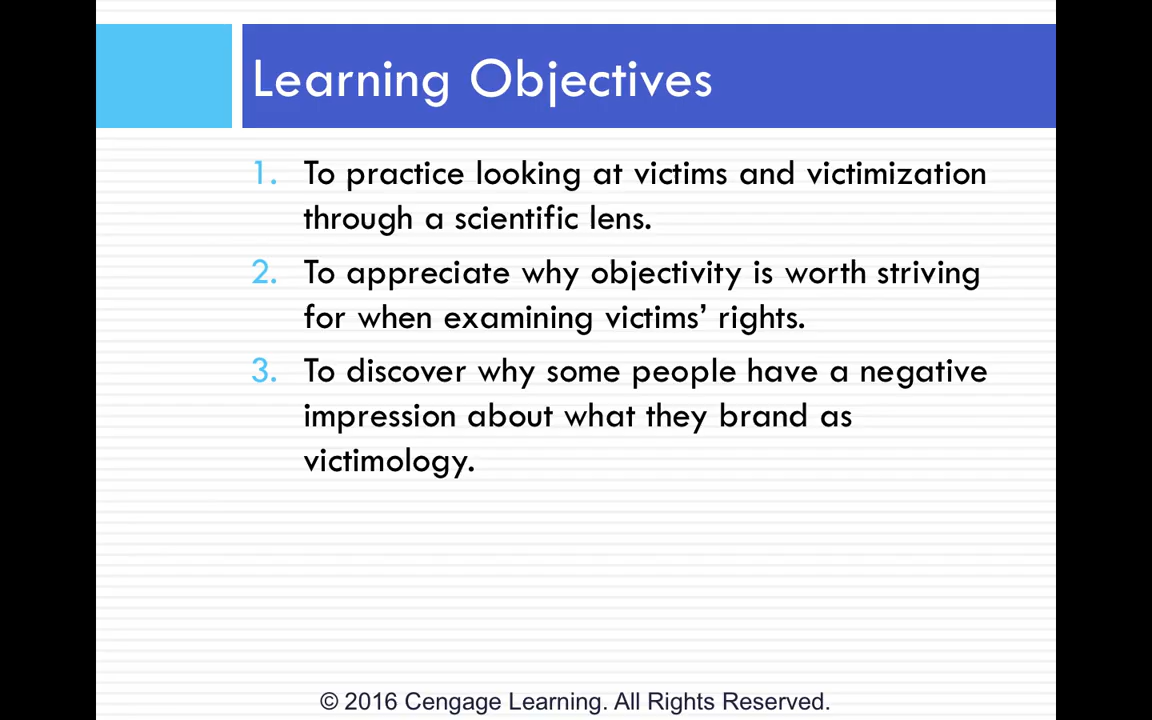 Learning Objectives
1. To practice looking at victims and victimization
through a scientific lens.
2. To appreciate why objectivity is worth striving
for when examining victims’ rights.
3. To discover why some people have a negative
impression about what they brand as
victimology.
© 2016 Cengage Learning. All Rights Reserved.